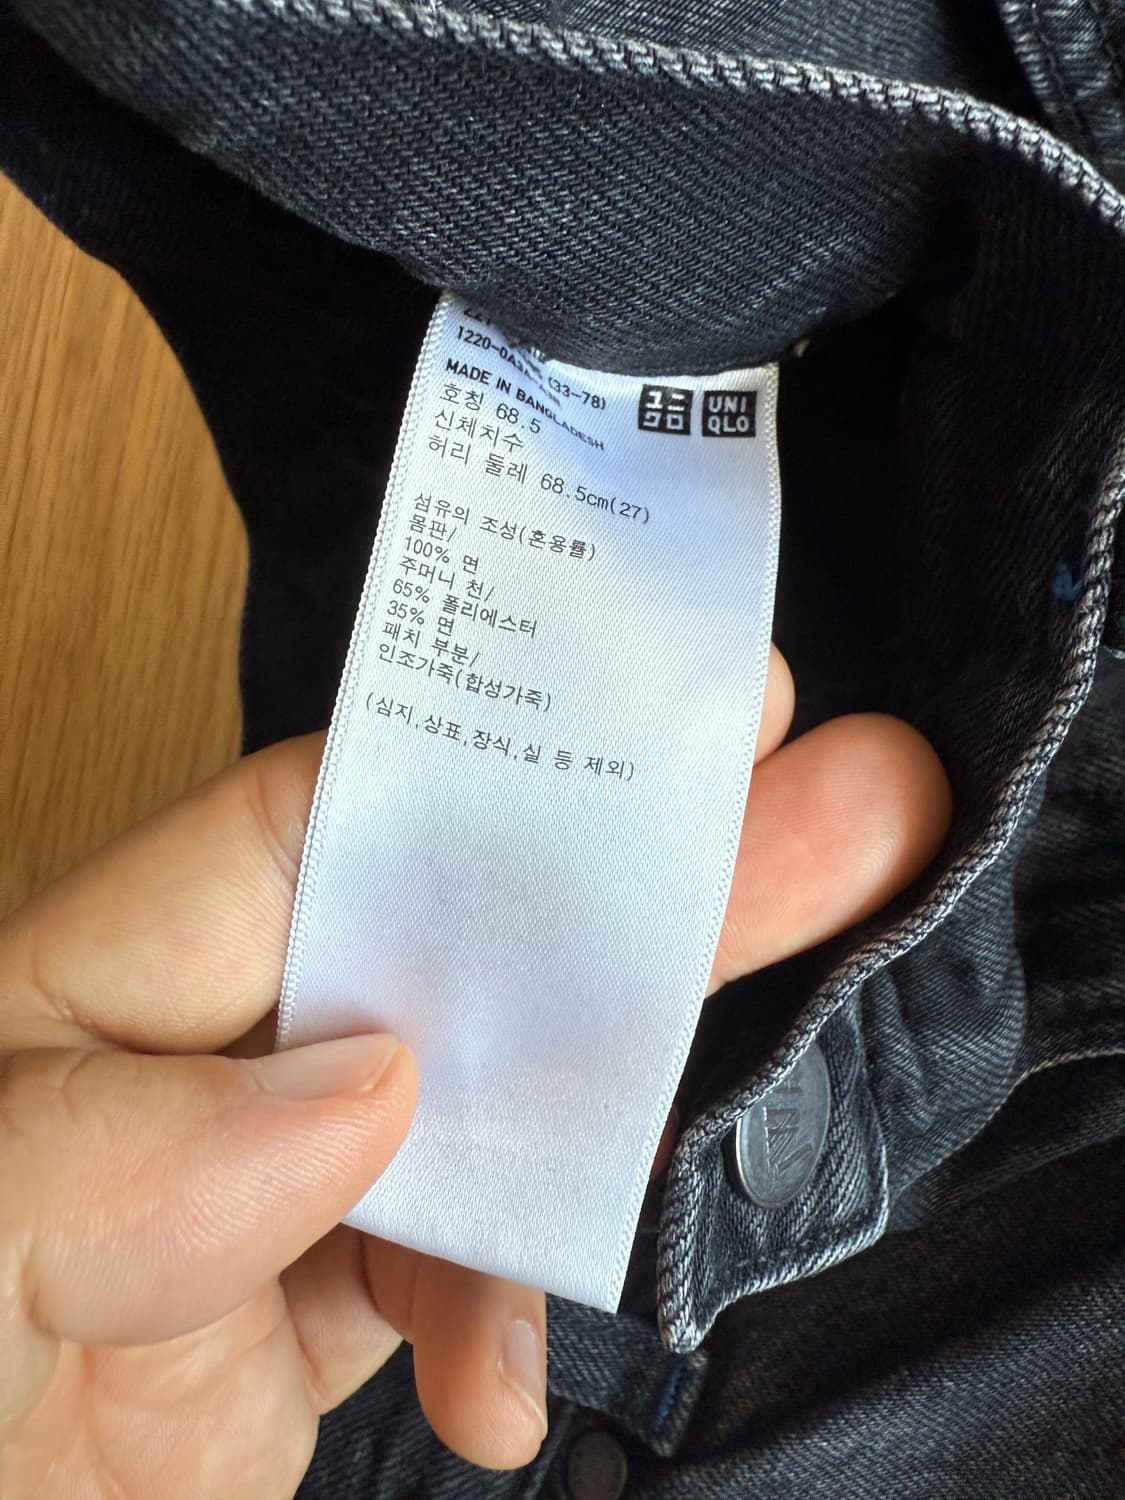 (33-78)
MADE IN BANGLADESH
ユニ
クロ
UNI
QLO
호칭 68.5
신체치수
허리 둘레 68.5cm(27)
섬유의 조성(혼용률)
몸판/
100% 면
주머니 천/
65% 폴리에스터
35% 면
패치 부분/
인조가죽(합성가죽)
(심지,상표,장식,실 등 제외)